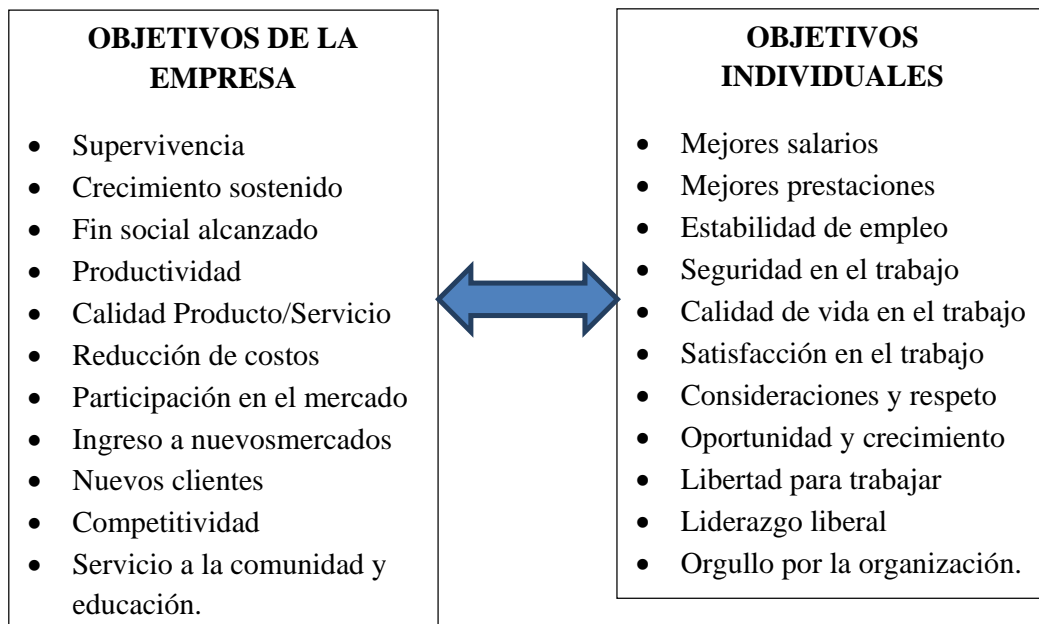 OBJETIVOS DE LA
EMPRESA
• Supervivencia
• Crecimiento sostenido
• Fin social alcanzado
• Productividad
• Calidad Producto/Servicio
• Reducción de costos
• Participación en el mercado
• Ingreso a nuevosmercados
• Nuevos clientes
• Competitividad
• Servicio a la comunidad y
educación.
OBJETIVOS
INDIVIDUALES
• Mejores salarios
• Mejores prestaciones
• Estabilidad de empleo
• Seguridad en el trabajo
• Calidad de vida en el trabajo
• Satisfacción en el trabajo
• Consideraciones y respeto
• Oportunidad y crecimiento
• Libertad para trabajar
• Liderazgo liberal
• Orgullo por la organización.